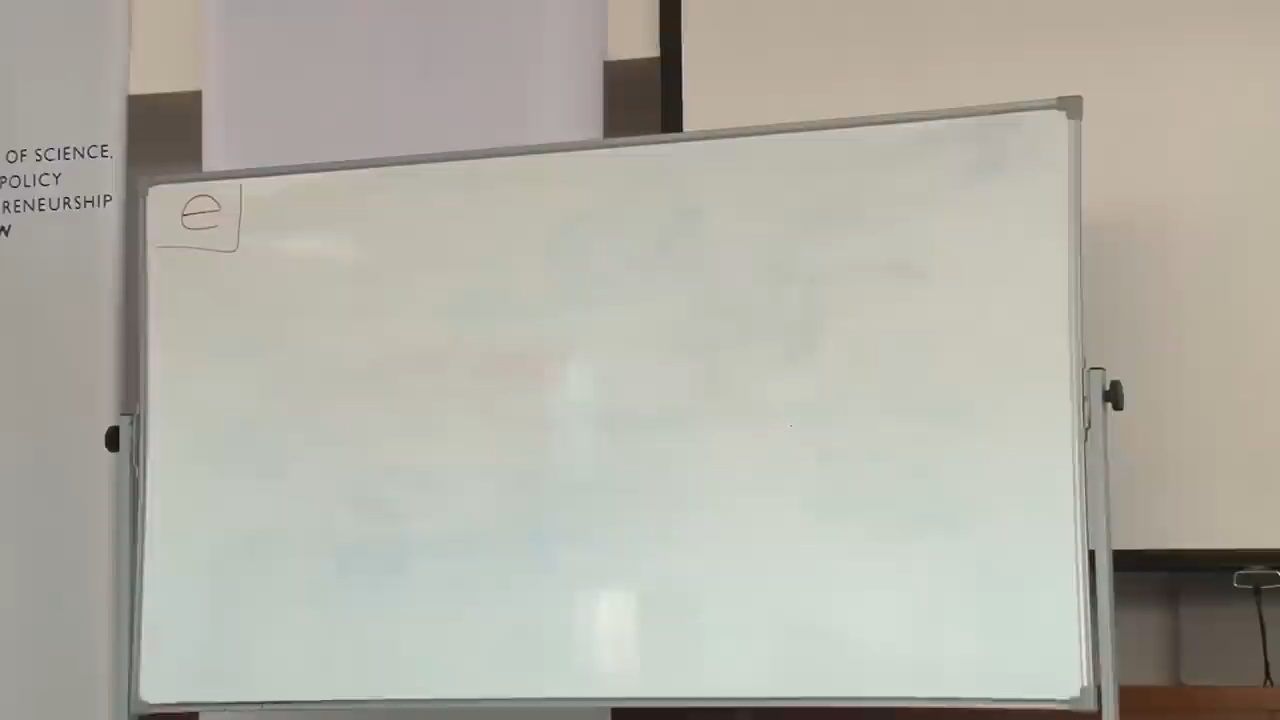 OF SCIENCE,
POLICY
RENEURSHIP
W
e